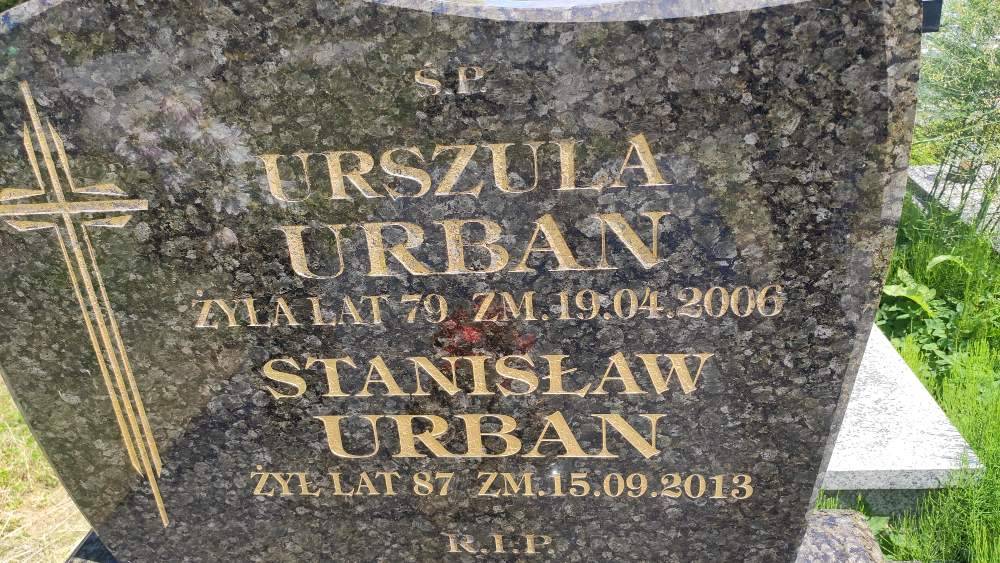 Ś.P.
URSZULA
URBAN
ŻYŁA LAT 79 ZM.19.04.2006
STANISŁAW
URBAN
ŻYŁ LAT 87 ZM.15.09.2013
R.I.P.